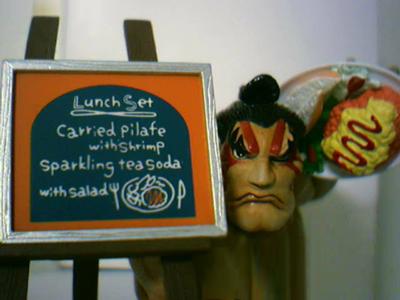 Lunch Set
Carried Pilafe
with shrimp
sparkling tea soda
with salad